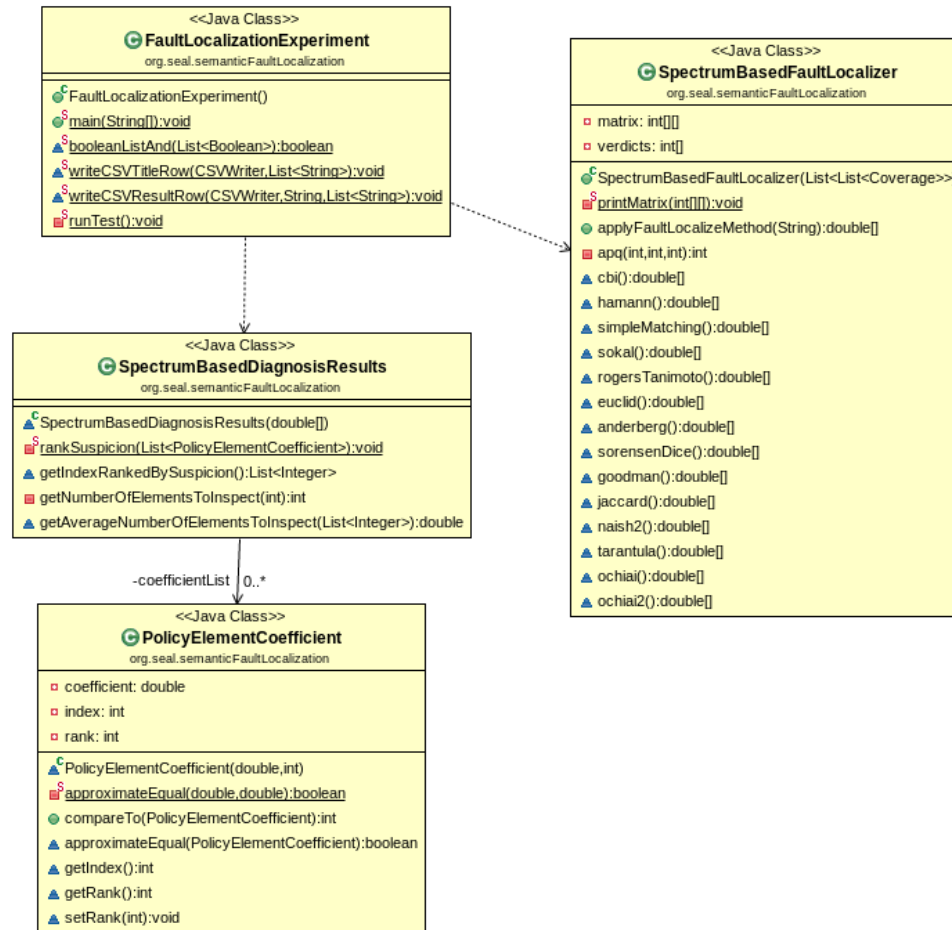 <<Java Class>>
FaultLocalizationExperiment
org.seal.semanticFaultLocalization
FaultLocalizationExperiment()
main(String[]):void
booleanListAnd(List<Boolean>):boolean
writeCSVTitleRow(CSVWriter,List<String>):void
writeCSVResultRow(CSVWriter,String,List<String>):void
runTest():void
<<Java Class>>
SpectrumBasedFaultLocalizer
org.seal.semanticFaultLocalization
matrix: int[][]
verdicts: int[]
SpectrumBasedFaultLocalizer(List<List<Coverage>>
printMatrix(int[][]):void
applyFaultLocalizeMethod(String):double[]
apq(int,int,int):int
cbi():double[]
hamann():double[]
simpleMatching():double[]
sokal():double[]
rogersTanimoto():double[]
euclid():double[]
anderberg():double[]
sorensenDice():double[]
goodman():double[]
jaccard():double[]
naish2():double[]
tarantula():double[]
ochiai():double[]
ochiai2():double[]
<<Java Class>>
SpectrumBasedDiagnosisResults
org.seal.semanticFaultLocalization
SpectrumBasedDiagnosisResults(double[])
rankSuspicion(List<PolicyElementCoefficient>):void
getIndexRankedBySuspicion():List<Integer>
getNumberOfElementsToInspect(int):int
getAverageNumberOfElementsToInspect(List<Integer>):double
-coefficientList 0..*
<<Java Class>>
PolicyElementCoefficient
org.seal.semanticFaultLocalization
coefficient: double
index: int
rank: int
PolicyElementCoefficient(double,int)
approximateEqual(double,double):boolean
compareTo(PolicyElementCoefficient):int
approximateEqual(PolicyElementCoefficient):boolean
getIndex():int
getRank():int
setRank(int):void